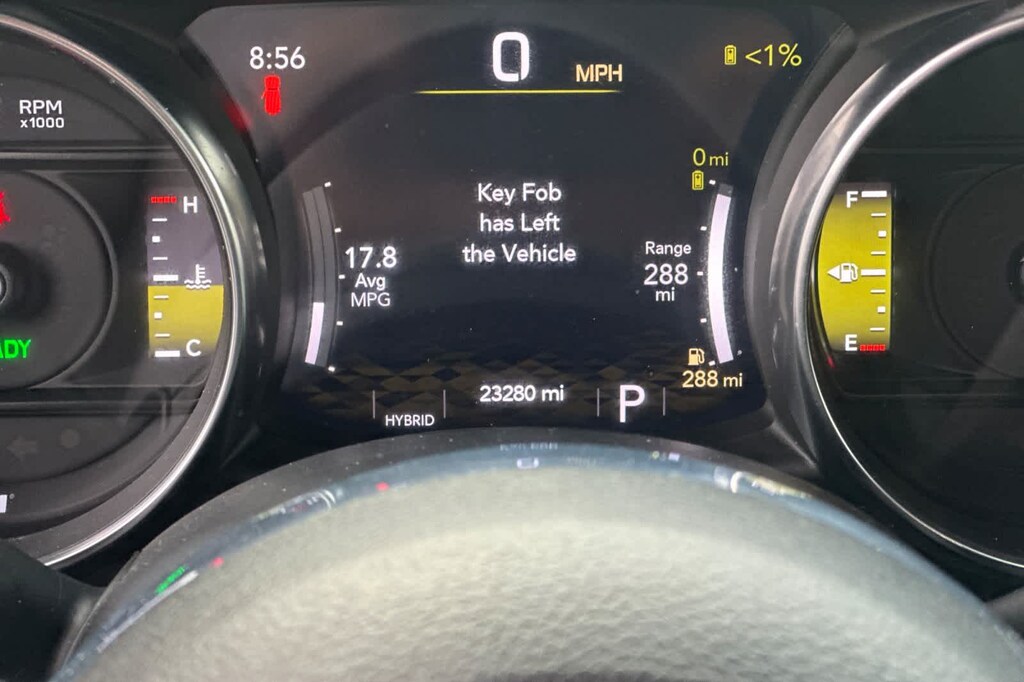 8:56
0
MPH
<1%
RPM
x1000
0 mi
H
Key Fob
has Left
the Vehicle
F
17.8
Avg
MPG
Range
288
mi
C
E
288 mi
23280 mi
P
HYBRID